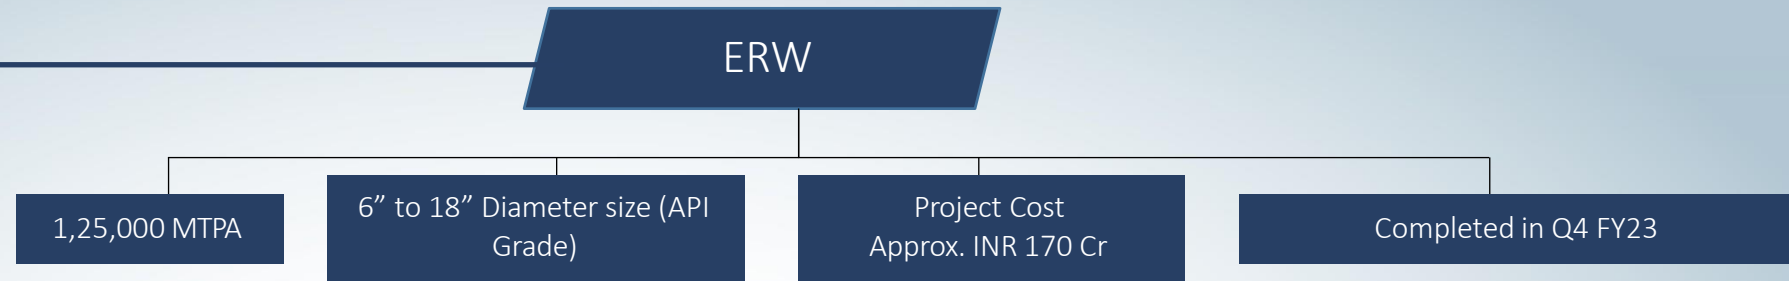 ERW
1,25,000 MTPA
6” to 18” Diameter size (API
Grade)
Project Cost
Approx. INR 170 Cr
Completed in Q4 FY23